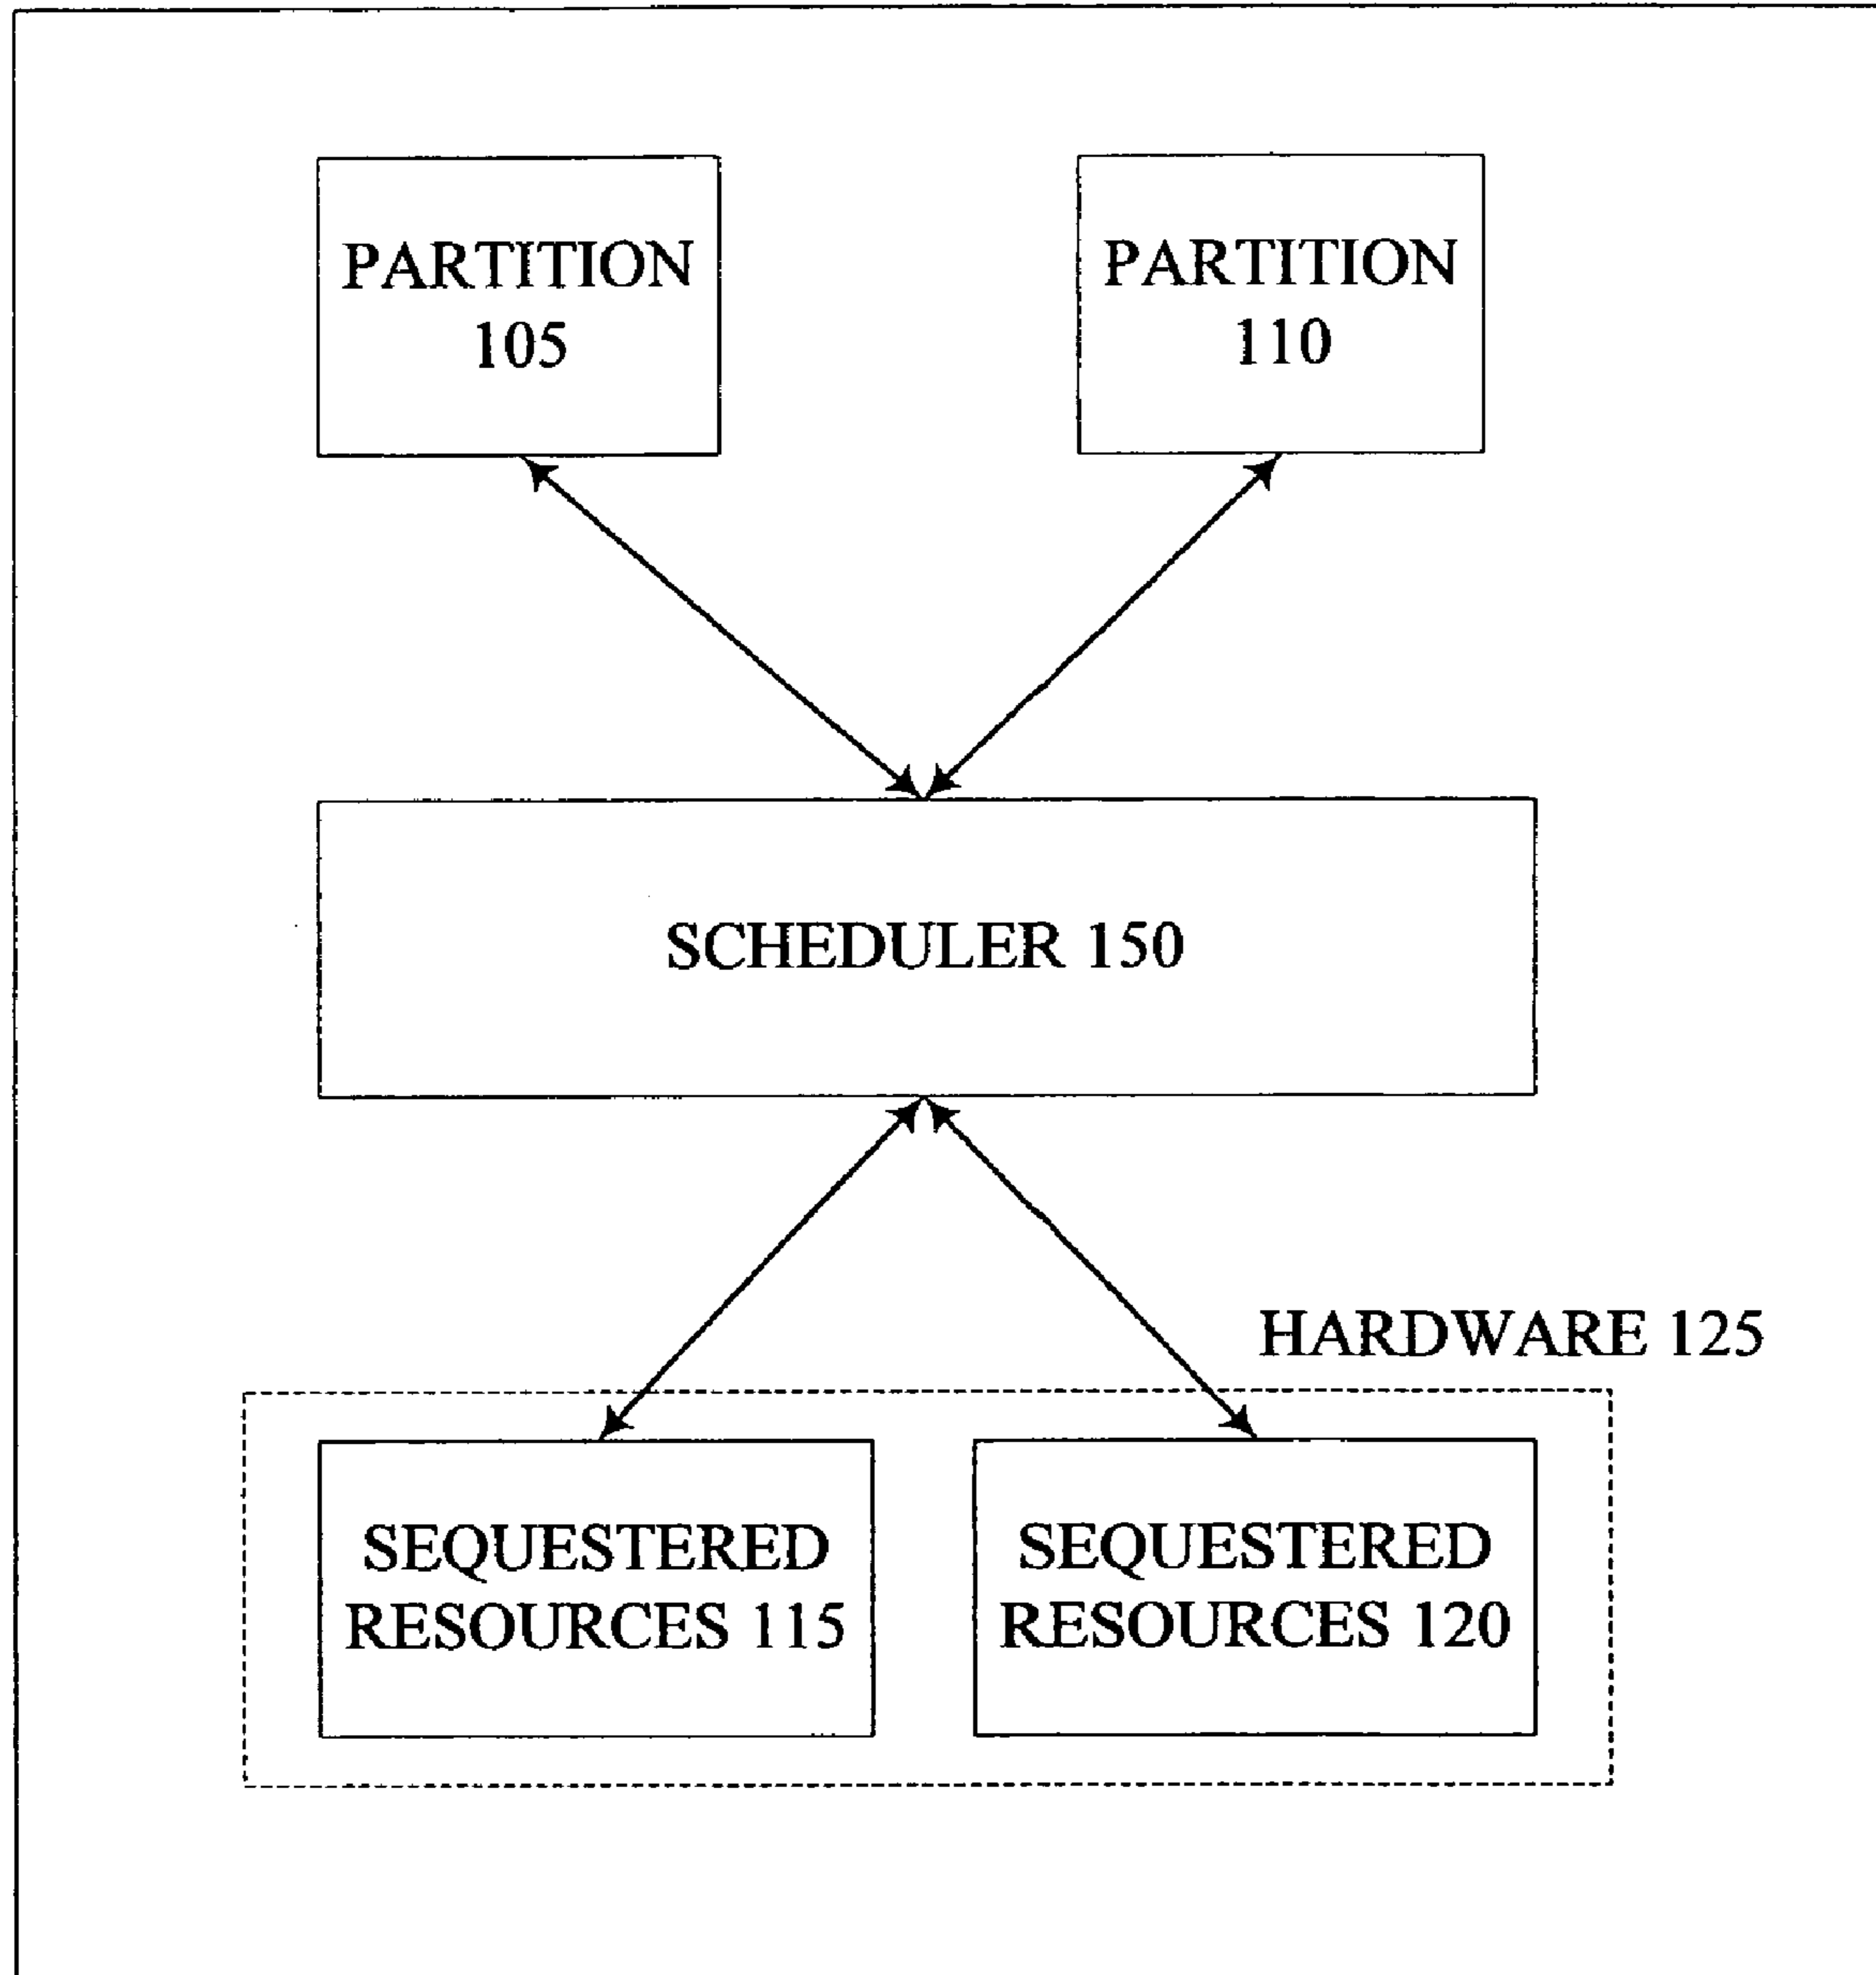 PARTITION
105
PARTITION
110
SCHEDULER 150
HARDWARE 125
SEQUESTERED
RESOURCES 115
SEQUESTERED
RESOURCES 120